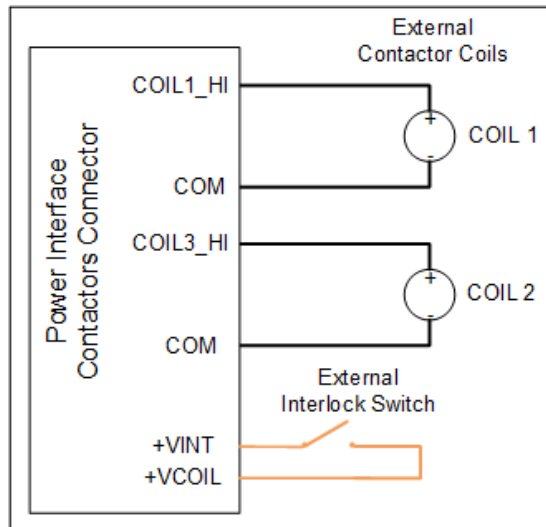 External
Contactor Coils
COIL1_HI
+
COIL 1
-
COM
Power Interface
Contactors Connector
COIL3_HI
+
COIL 2
-
COM
External
Interlock Switch
+VINT
+VCOIL